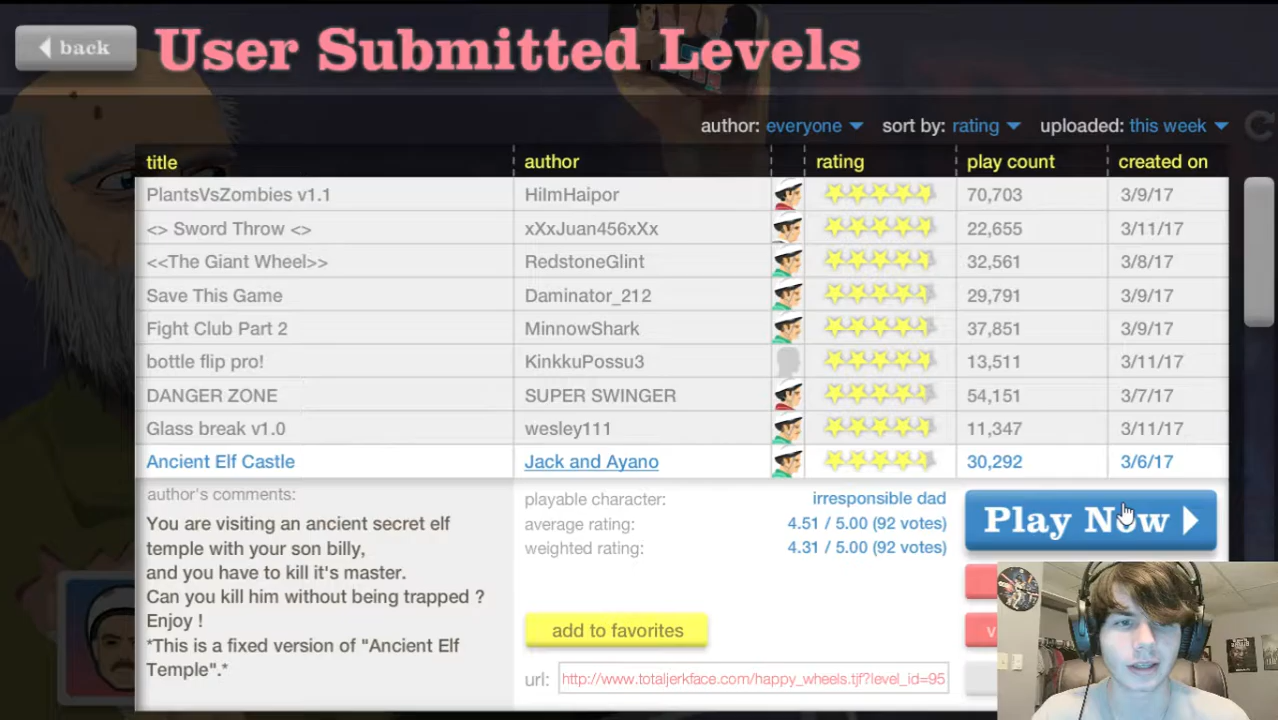 back
User Submitted Levels
author: everyone sort by: rating uploaded: this week
title author rating play count created on
PlantsVsZombies v1.1 HilmHaipor 70,703 3/9/17
<> Sword Throw <> xXxJuan456xXx 22,655 3/11/17
<<The Giant Wheel>> RedstoneGlint 32,561 3/8/17
Save This Game Daminator_212 29,791 3/9/17
Fight Club Part 2 MinnowShark 37,851 3/9/17
bottle flip pro! KinkkuPossu3 13,511 3/11/17
DANGER ZONE SUPER SWINGER 54,151 3/7/17
Glass break v1.0 wesley111 11,347 3/11/17
Ancient Elf Castle Jack and Ayano 30,292 3/6/17
author's comments:
You are visiting an ancient secret elf
temple with your son billy,
and you have to kill it's master.
Can you kill him without being trapped ?
Enjoy !
*This is a fixed version of "Ancient Elf
Temple".*
playable character: irresponsible dad
average rating: 4.51 / 5.00 (92 votes)
weighted rating: 4.31 / 5.00 (92 votes)
add to favorites
url: http://www.totaljerkface.com/happy_wheels.tjf?level_id=95
Play Now